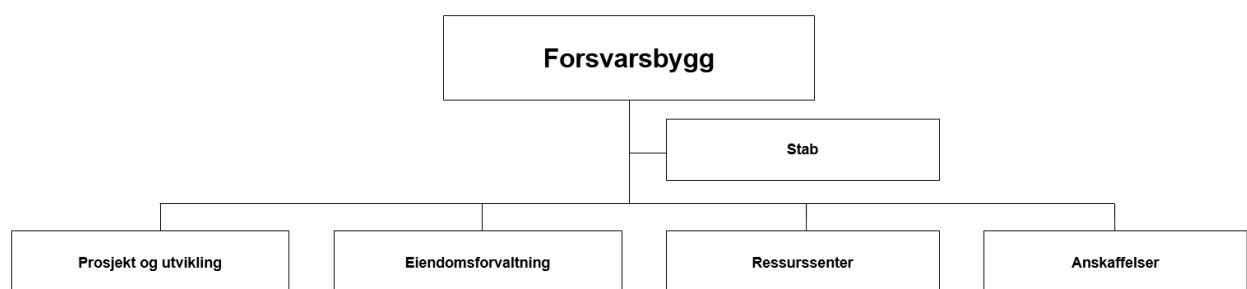 Forsvarsbygg
Stab
Prosjekt og utvikling
Eiendomsforvaltning
Ressurssenter
Anskaffelser